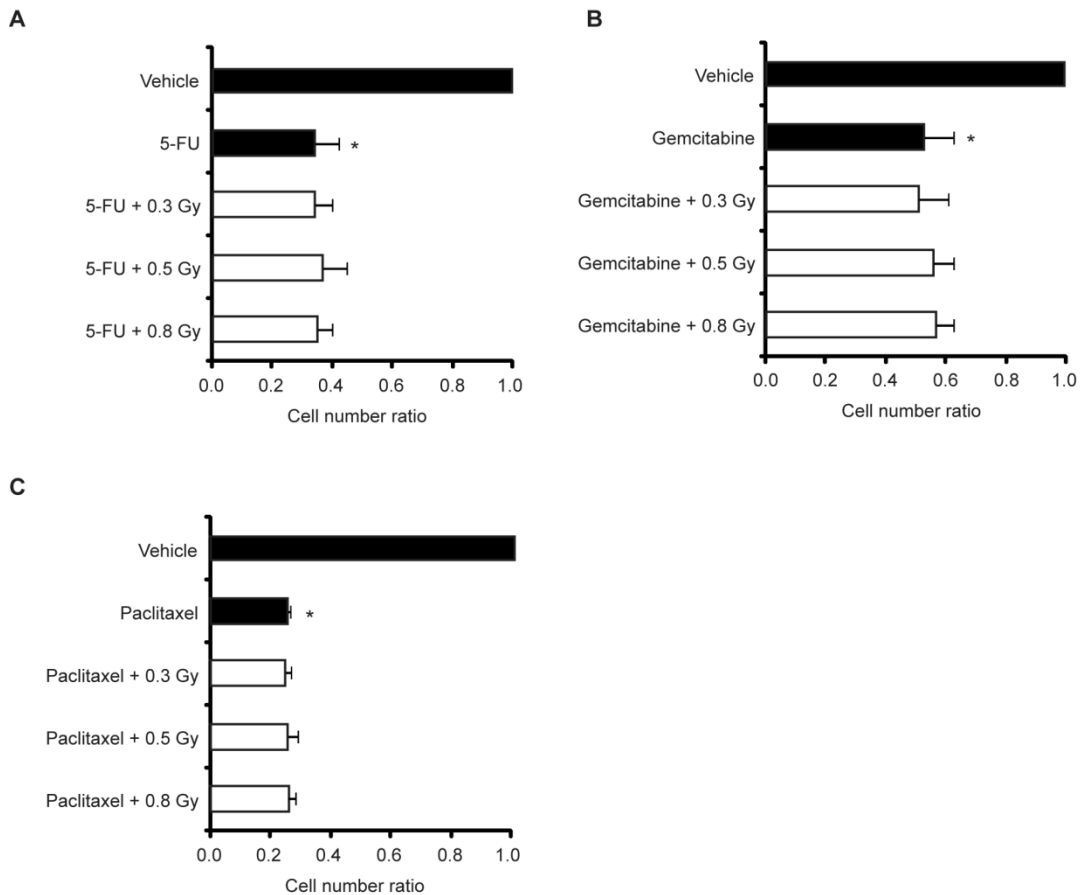 A
Vehicle
5-FU
*
5-FU + 0.3 Gy
5-FU + 0.5 Gy
5-FU + 0.8 Gy
0.0 0.2 0.4 0.6 0.8 1.0
Cell number ratio
B
Vehicle
Gemcitabine
*
Gemcitabine + 0.3 Gy
Gemcitabine + 0.5 Gy
Gemcitabine + 0.8 Gy
0.0 0.2 0.4 0.6 0.8 1.0
Cell number ratio
C
Vehicle
Paclitaxel
*
Paclitaxel + 0.3 Gy
Paclitaxel + 0.5 Gy
Paclitaxel + 0.8 Gy
0.0 0.2 0.4 0.6 0.8 1.0
Cell number ratio